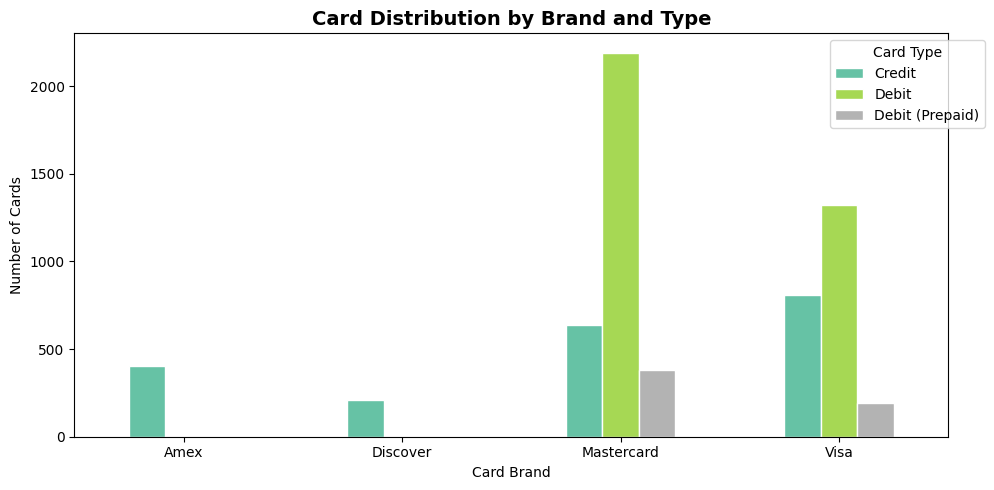 Card Distribution by Brand and Type
Card Type
Credit
Debit
Debit (Prepaid)
Number of Cards
2000
1500
1000
500
0
Amex Discover Mastercard Visa
Card Brand